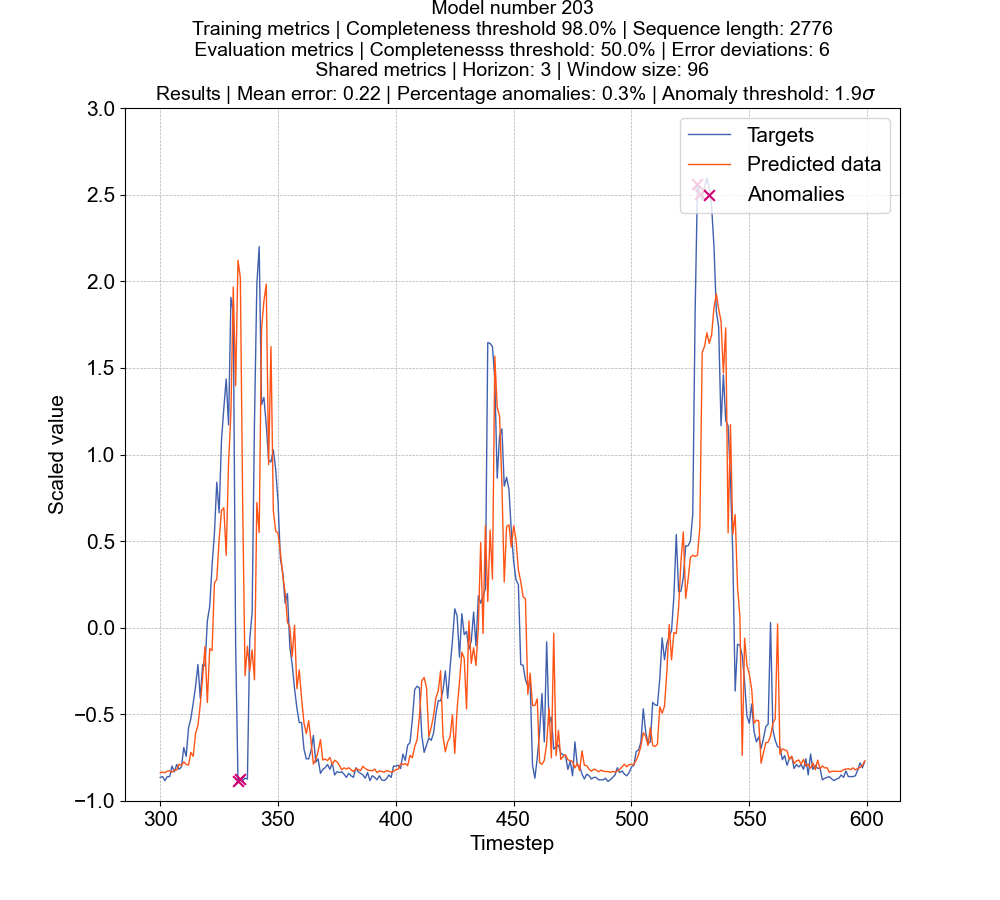 Model number 203
Training metrics | Completeness threshold 98.0% | Sequence length: 2776
Evaluation metrics | Completenesss threshold: 50.0% | Error deviations: 6
Shared metrics | Horizon: 3 | Window size: 96
Results | Mean error: 0.22 | Percentage anomalies: 0.3% | Anomaly threshold: 1.9σ
Targets
Predicted data
Anomalies
3.0
2.5
2.0
1.5
1.0
0.5
0.0
−0.5
−1.0
Scaled value
300
350
400
450
500
550
600
Timestep